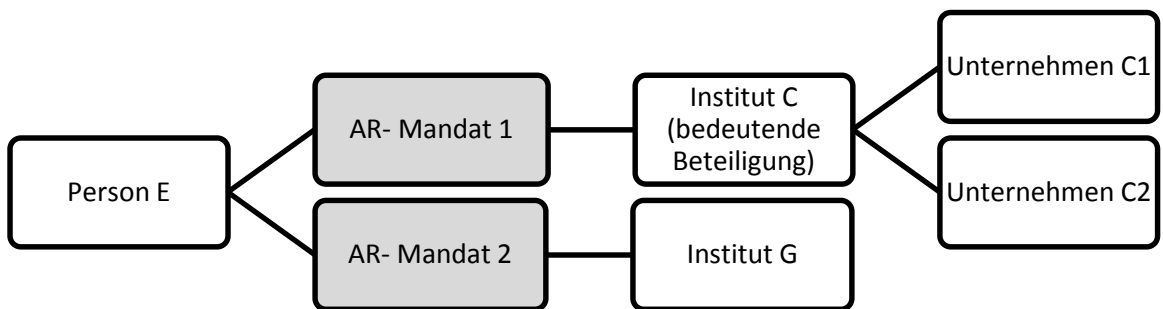 Person E
AR- Mandat 1
AR- Mandat 2
Institut C
(bedeutende
Beteiligung)
Institut G
Unternehmen C1
Unternehmen C2